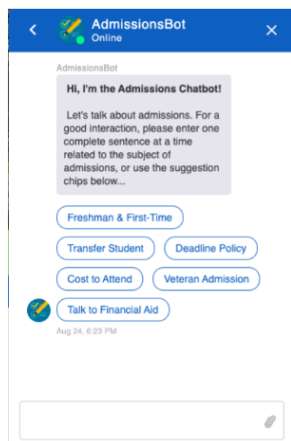 AdmissionsBot
Online
AdmissionsBot
Hi, I'm the Admissions Chatbot!
Let's talk about admissions. For a
good interaction, please enter one
complete sentence at a time
related to the subject of
admissions, or use the suggestion
chips below...
Freshman & First-Time
Transfer Student
Deadline Policy
Cost to Attend
Veteran Admission
Talk to Financial Aid
Aug 24, 6:23 PM